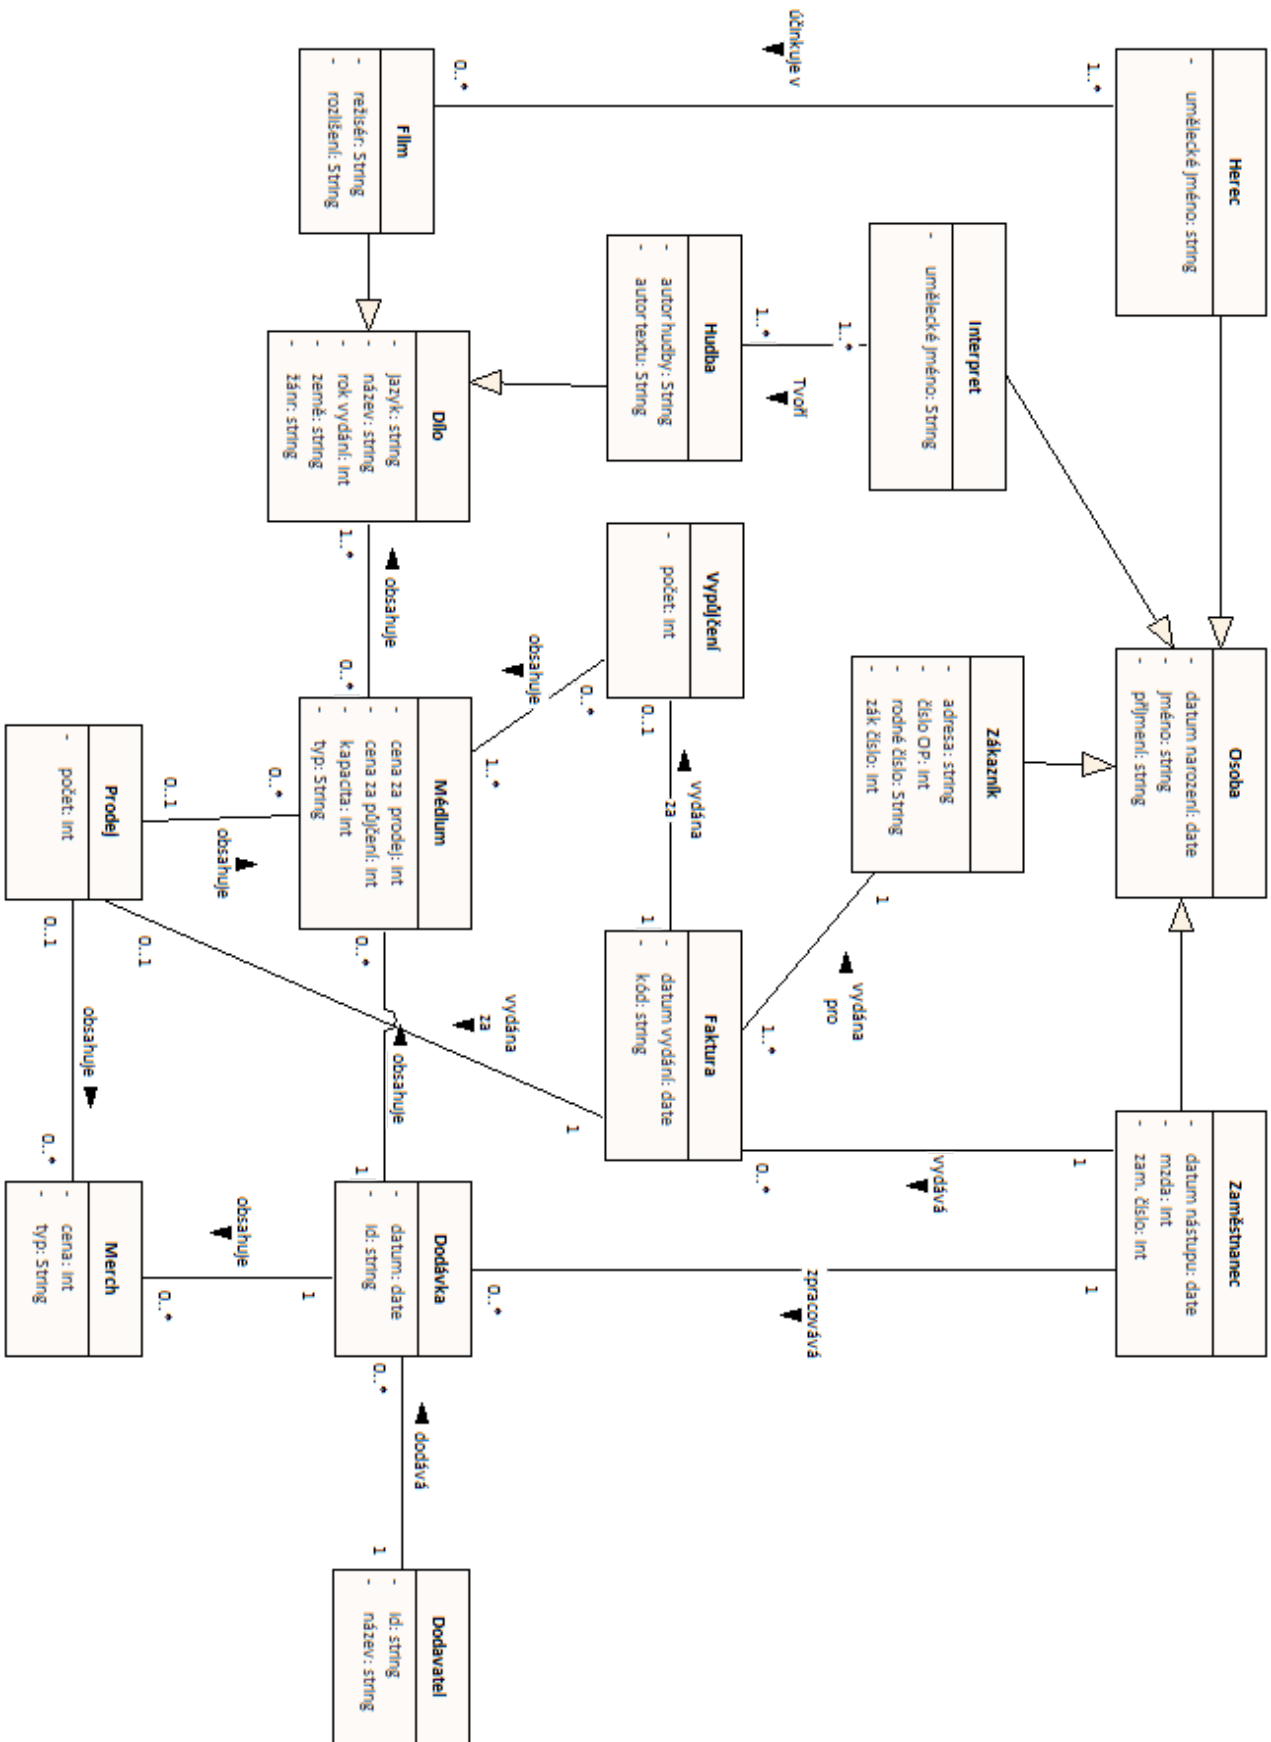 Herec
- umělecké jméno: string
Osoba
- datum narození: date
- jméno: string
- příjmení: string
Zaměstnanec
- datum nástupu: date
- mzda: int
- zam. číslo: int
1..*
1
1
účinkuje v
0..*
Interpret
- umělecké jméno: String
Zákazník
- adresa: string
- číslo OP: int
- rodné číslo: String
- zák číslo: int
1
vydána
pro
vydává
zpracovává
1..*
Tvoří
1..*
1..*
0..*
Hudba
- autor hudby: String
- autor textu: String
Vypůjčení
- počet: int
Faktura
- datum vydání: date
- kód: string
0..1
vydána
za
1
1
0..*
obsahuje
1..*
0..*
Film
- režisér: String
- rozlišení: String
Dílo
- jazyk: string
- název: string
- rok vydání: int
- země: string
- žánr: string
1..*
obsahuje
0..*
Médium
- cena za prodej: int
- cena za půjčení: int
- kapacita: int
- typ: String
0..*
obsahuje
1
vydána
za
Dodávka
- datum: date
- id: string
0..*
dodává
1
Dodavatel
- id: string
- název: string
0..*
obsahuje
0..1
1
obsahuje
0..*
Prodej
- počet: int
0..1
0..1
obsahuje
0..*
Merch
- cena: int
- typ: String